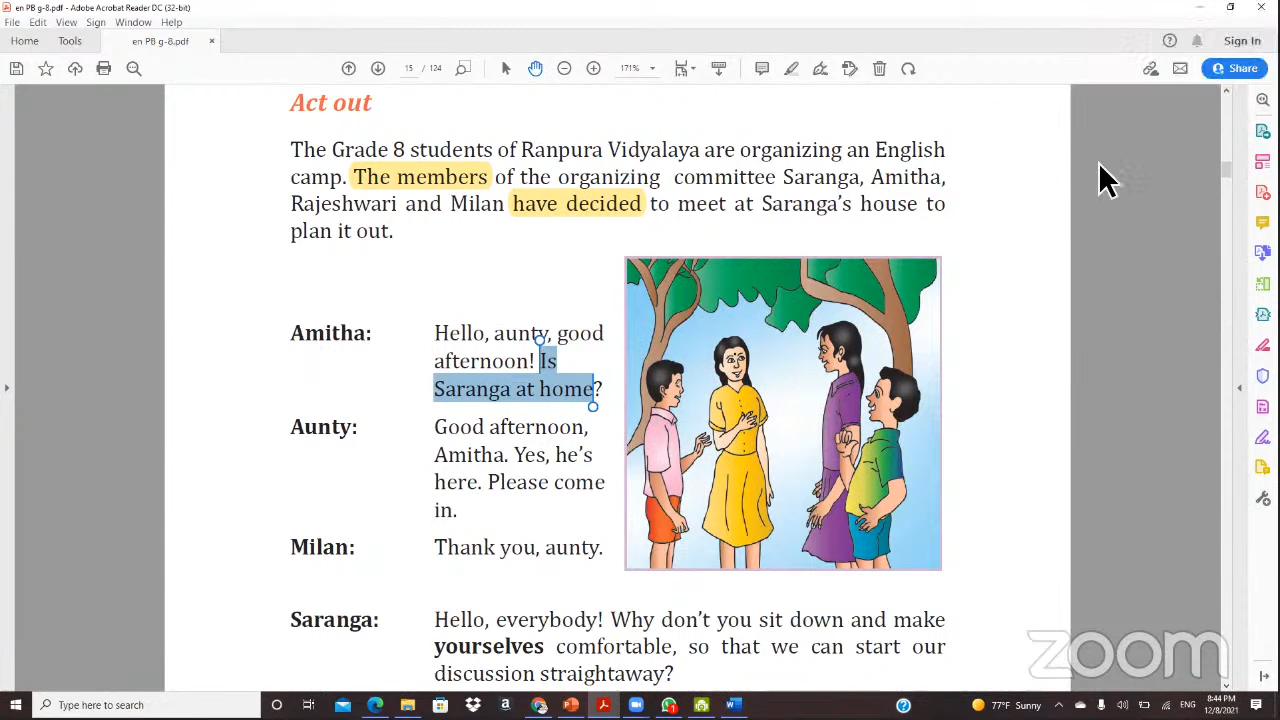 en PB g-8.pdf - Adobe Acrobat Reader DC (32-bit)
File Edit View Sign Window Help
Home Tools en PB g-8.pdf × Sign In
15 / 124 171% Share
Act out
The Grade 8 students of Ranpura Vidyalaya are organizing an English
camp. The members of the organizing committee Saranga, Amitha,
Rajeshwari and Milan have decided to meet at Saranga's house to
plan it out.
Amitha: Hello, aunty, good
afternoon! Is
Saranga at home?
Aunty: Good afternoon,
Amitha. Yes, he's
here. Please come
in.
Milan: Thank you, aunty.
Saranga: Hello, everybody! Why don't you sit down and make
yourselves comfortable, so that we can start our
discussion straightaway?
zoom
Type here to search
77°F Sunny
ENG
8:44 PM
12/8/2021